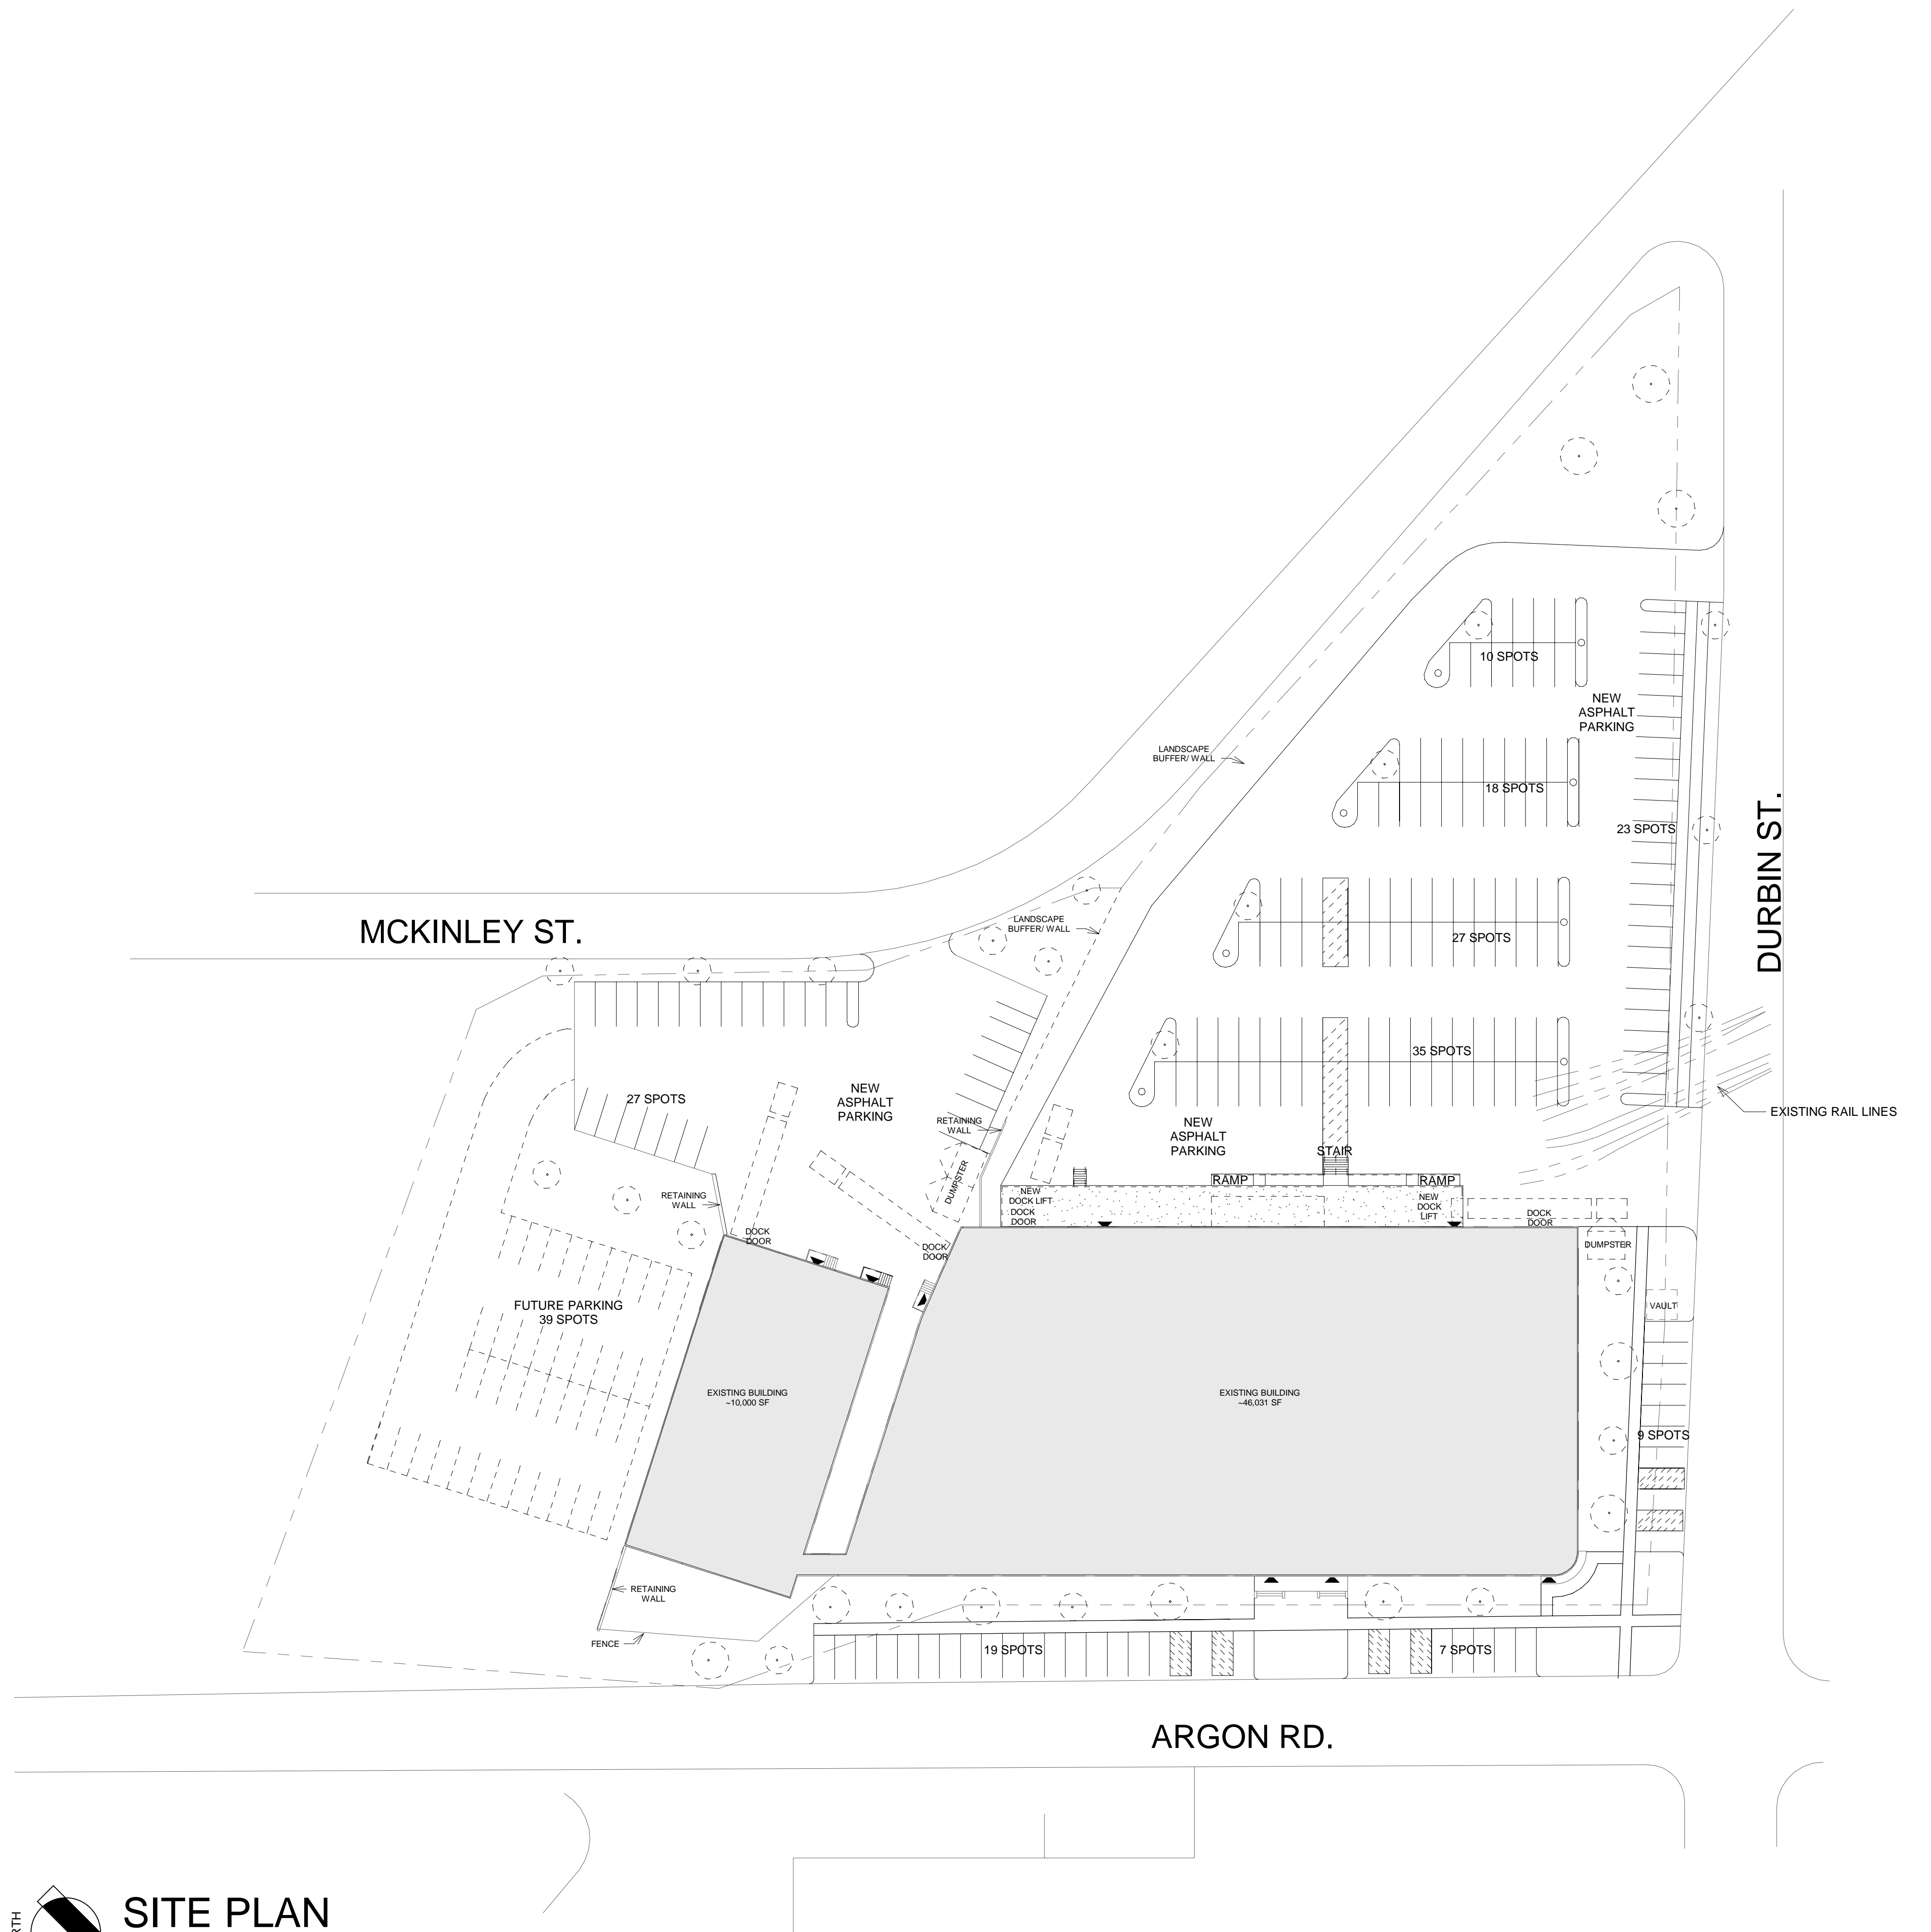 10 SPOTS
NEW
ASPHALT
PARKING
LANDSCAPE
BUFFER/ WALL
18 SPOTS
23 SPOTS
DURBIN ST.
MCKINLEY ST.
LANDSCAPE
BUFFER/ WALL
27 SPOTS
35 SPOTS
27 SPOTS
NEW
ASPHALT
PARKING
RETAINING
WALL
NEW
ASPHALT
PARKING
EXISTING RAIL LINES
STAIR
DUMPSTER
RAMP
RAMP
RETAINING
WALL
NEW
DOCK LIFT
DOCK
DOOR
NEW
DOCK
LIFT
DOCK
DOOR
DOCK
DOOR
DOCK
DOOR
DUMPSTER
FUTURE PARKING
39 SPOTS
VAULT
EXISTING BUILDING
~10,000 SF
EXISTING BUILDING
~46,031 SF
9 SPOTS
RETAINING
WALL
FENCE
19 SPOTS
7 SPOTS
ARGON RD.
SITE PLAN